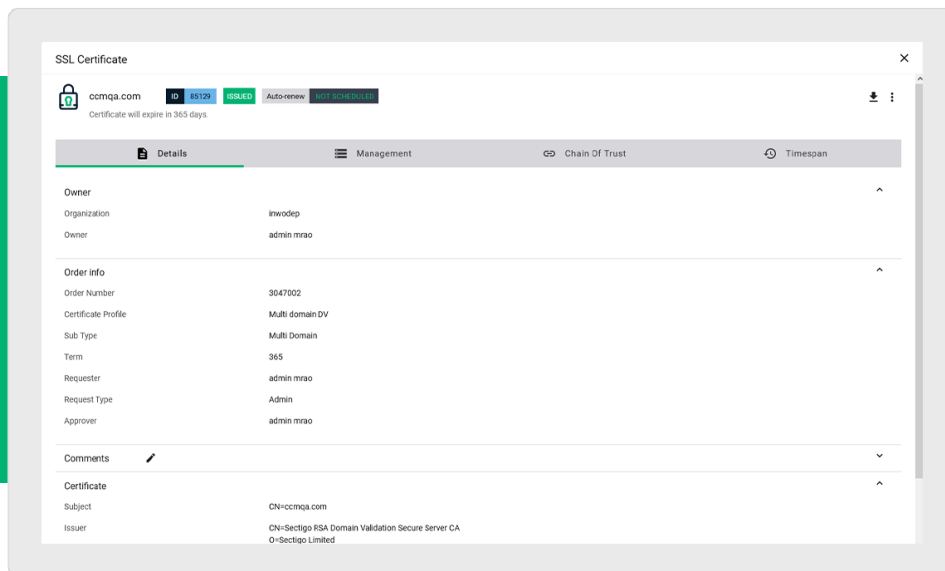 SSL Certificate
ccmqa.com ID 85129 ISSUED Auto-renew NOT SCHEDULED
Certificate will expire in 365 days.
Details Management Chain Of Trust Timespan
Owner
Organization inwodep
Owner admin mrao
Order info
Order Number 3047002
Certificate Profile Multi domain DV
Sub Type Multi Domain
Term 365
Requester admin mrao
Request Type Admin
Approver admin mrao
Comments
Certificate
Subject CN=ccmqa.com
Issuer CN=Sectigo RSA Domain Validation Secure Server CA
O=Sectigo Limited